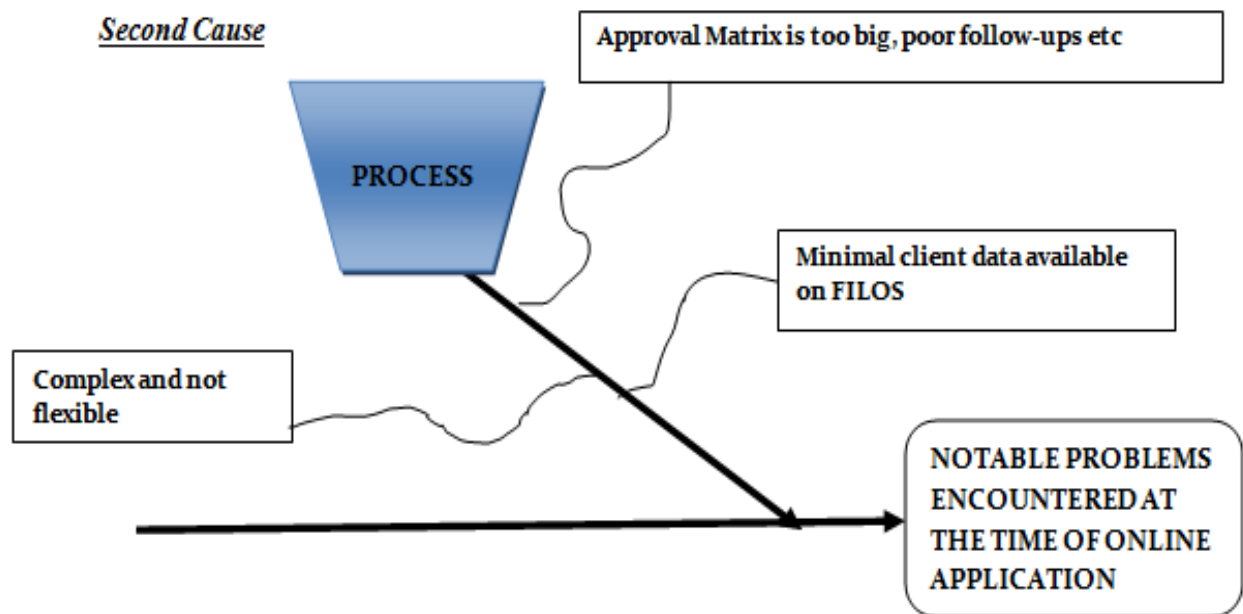 Second Cause
Approval Matrix is too big, poor follow-ups etc
PROCESS
Minimal client data available
on FILOS
Complex and not
flexible
NOTABLE PROBLEMS
ENCOUNTERED AT
THE TIME OF ONLINE
APPLICATION